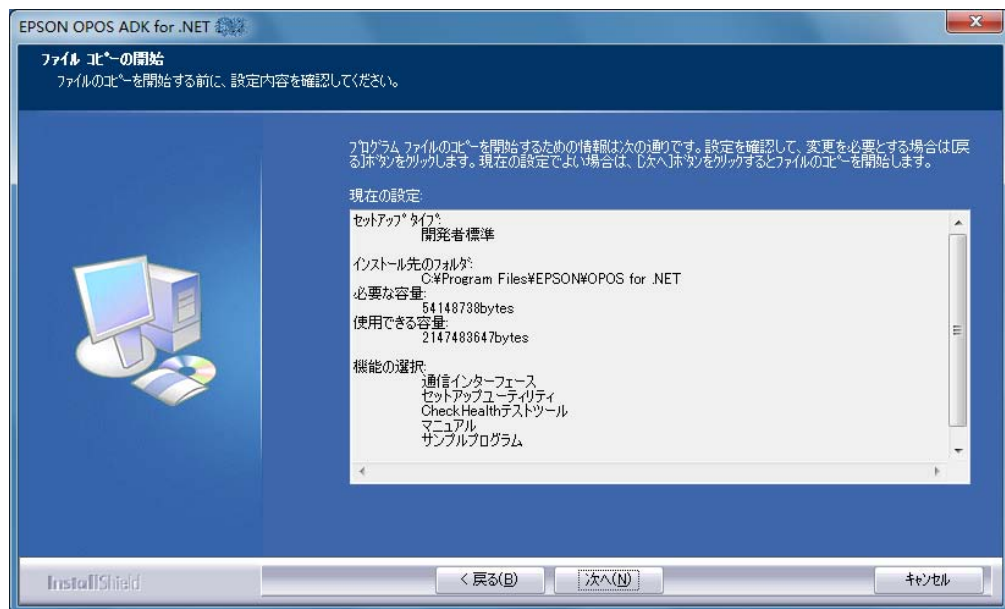 EPSON OPOS ADK for .NET
ファイル コピーの開始
ファイルのコピーを開始する前に、設定内容を確認してください。
プログラム ファイルのコピーを開始するための情報は次の通りです。設定を確認して、変更を必要とする場合は[戻
る]ボタンをクリックします。現在の設定でよい場合は、[次へ]ボタンをクリックするとファイルのコピーを開始します。
現在の設定:
セットアップ タイプ:
開発者標準
インストール先のフォルダ:
C:¥Program Files¥EPSON¥OPOS for .NET
必要な容量:
54148738bytes
使用できる容量:
2147483647bytes
機能の選択:
通信インターフェース
セットアップユーティリティ
CheckHealthテストツール
マニュアル
サンプルプログラム
InstallShield
< 戻る(B)
次へ(N)
キャンセル